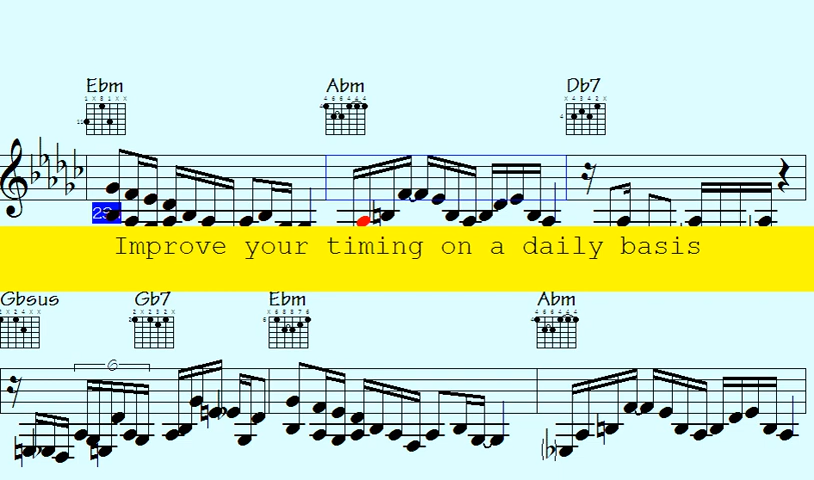 Ebm Abm Db7
23
Improve your timing on a daily basis
Gbsus Gb7 Ebm Abm
6